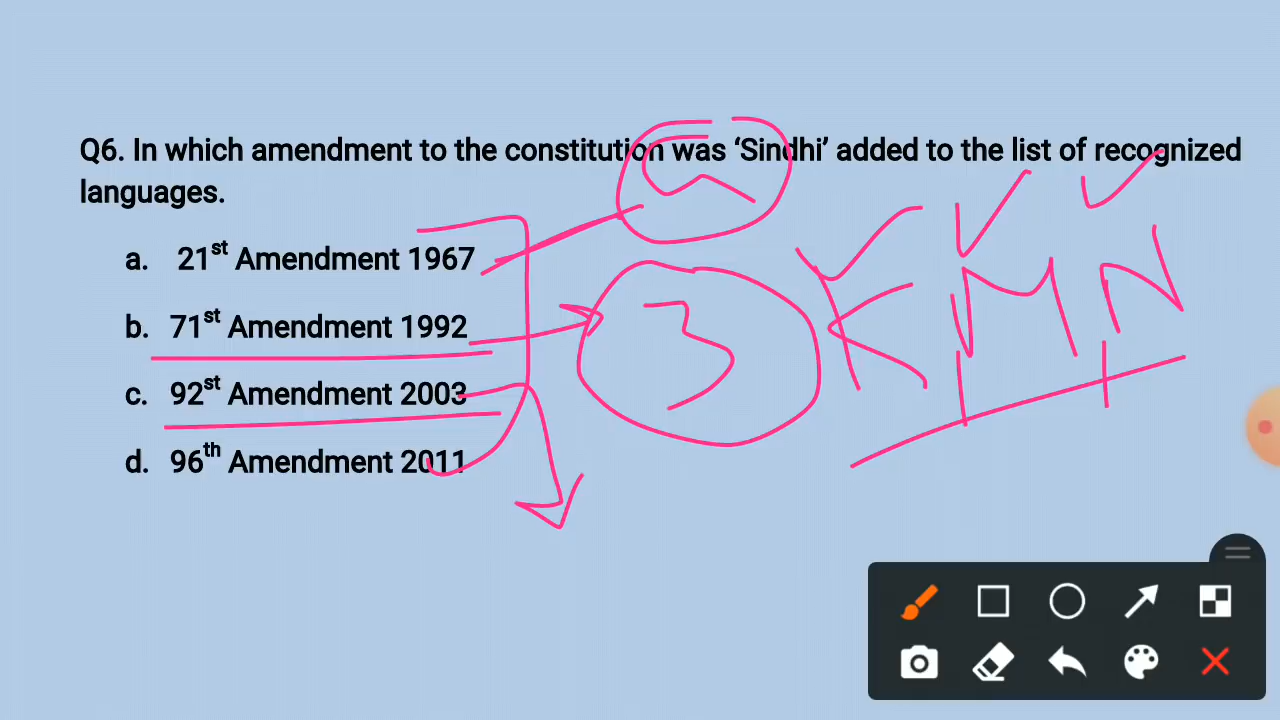 Q6. In which amendment to the constitution was ‘Sindhi’ added to the list of recognized
languages.
a. 21st Amendment 1967
b. 71st Amendment 1992
c. 92st Amendment 2003
d. 96th Amendment 2011
3
K M N